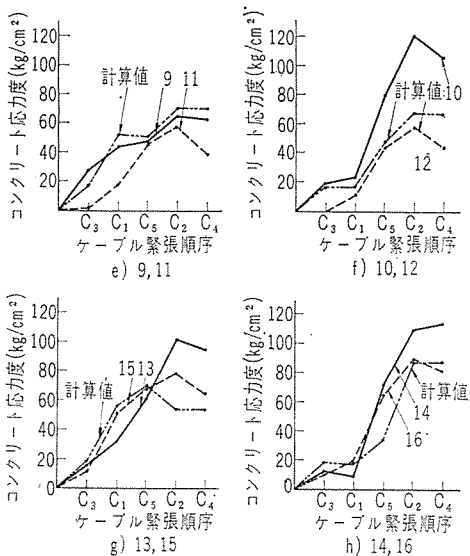 コンクリート応力度(kg/cm²)
120
100
80
60
40
20
計算値
9
11
C₃ C₁ C₅ C₂ C₄
ケーブル緊張順序
e) 9, 11
コンクリート応力度(kg/cm²)
120
100
80
60
40
20
0
計算値
10
12
C₃ C₁ C₅ C₂ C₄
ケーブル緊張順序
f) 10, 12
コンクリート応力度(kg/cm²)
120
100
80
60
40
20
0
計算値
15
13
C₃ C₁ C₅ C₂ C₄
ケーブル緊張順序
g) 13, 15
コンクリート応力度(kg/cm²)
120
100
80
60
40
20
0
計算値
14
16
C₃ C₁ C₅ C₂ C₄
ケーブル緊張順序
h) 14, 16